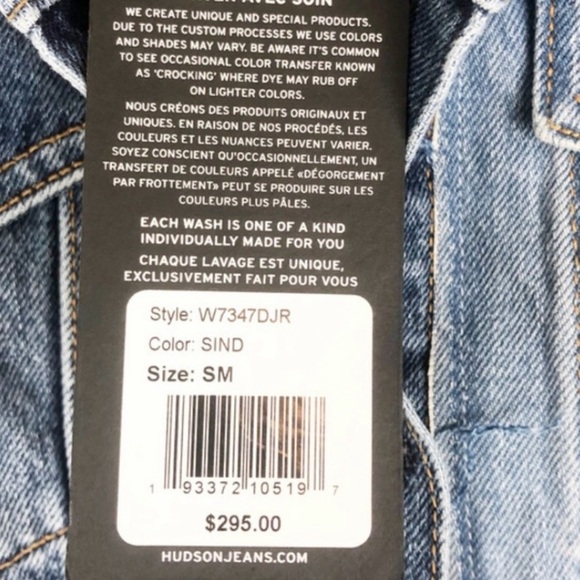 AVEC SOIN
WE CREATE UNIQUE AND SPECIAL PRODUCTS.
DUE TO THE CUSTOM PROCESSES WE USE COLORS
AND SHADES MAY VARY. BE AWARE IT'S COMMON
TO SEE OCCASIONAL COLOR TRANSFER KNOWN
AS 'CROCKING' WHERE DYE MAY RUB OFF
ON LIGHTER COLORS.
NOUS CRÉONS DES PRODUITS ORIGINAUX ET
UNIQUES. EN RAISON DE NOS PROCÉDÉS, LES
COULEURS ET LES NUANCES PEUVENT VARIER.
SOYEZ CONSCIENT QU'OCCASIONNELLEMENT, UN
TRANSFERT DE COULEURS APPELÉ «DÉGORGEMENT
PAR FROTTEMENT» PEUT SE PRODUIRE SUR LES
COULEURS PLUS PÂLES.
EACH WASH IS ONE OF A KIND
INDIVIDUALLY MADE FOR YOU
CHAQUE LAVAGE EST UNIQUE,
EXCLUSIVEMENT FAIT POUR VOUS
Style: W7347DJR
Color: SIND
Size: SM
1 93372 10519 7
$295.00
HUDSONJEANS.COM